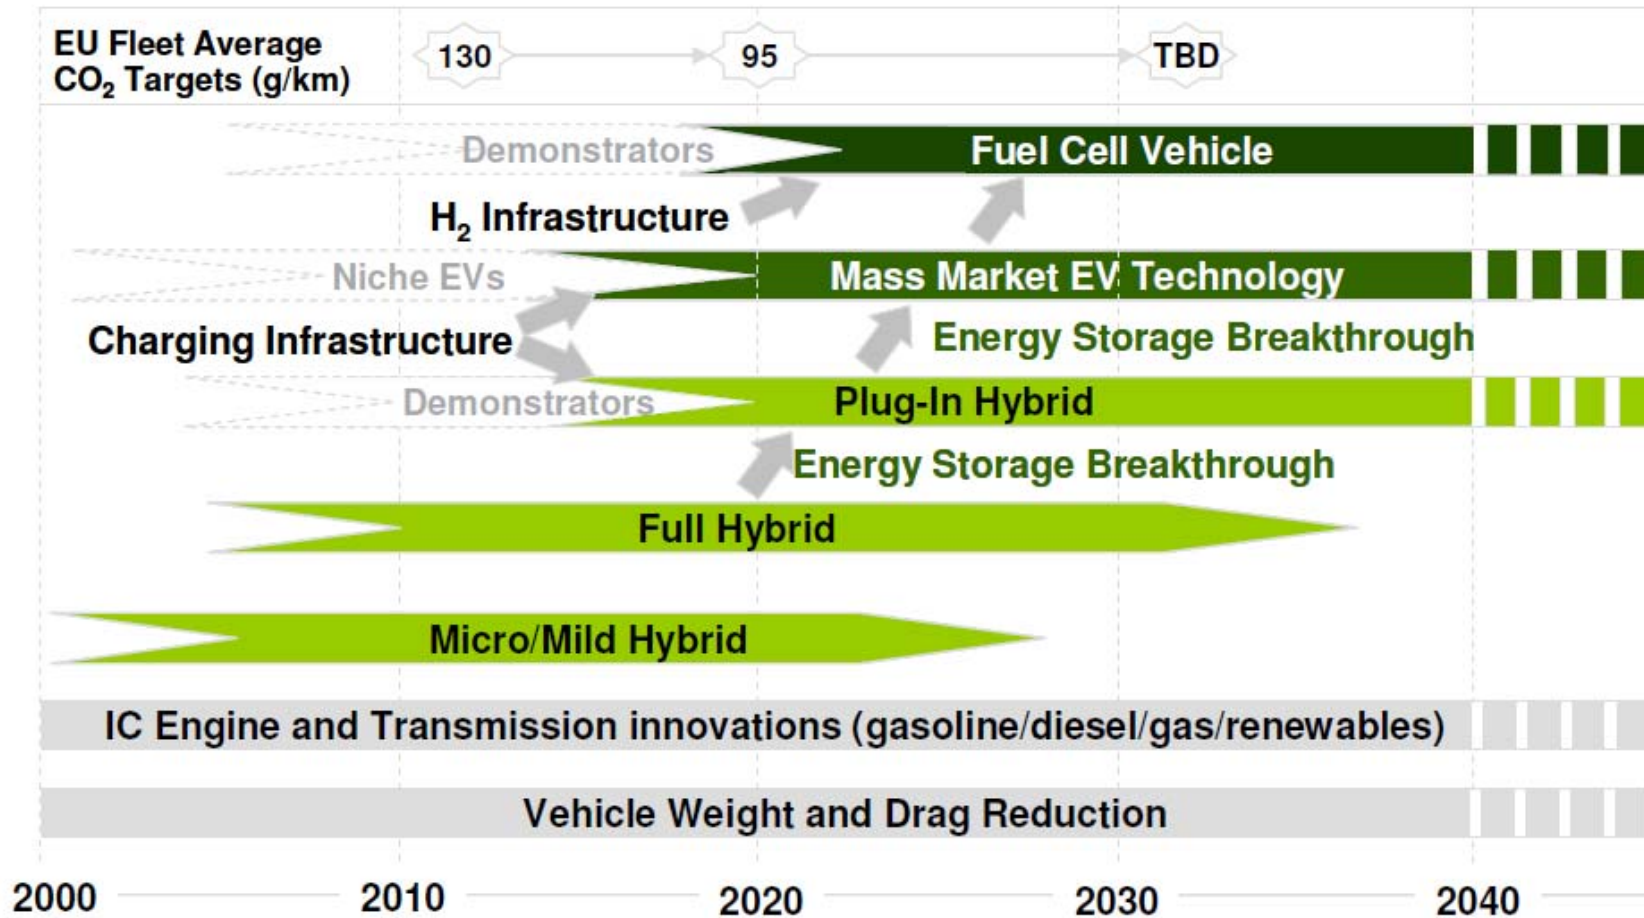 EU Fleet Average
CO₂ Targets (g/km)
130
95
TBD
Demonstrators
Fuel Cell Vehicle
H₂ Infrastructure
Niche EVs
Mass Market EV Technology
Charging Infrastructure
Energy Storage Breakthrough
Demonstrators
Plug-In Hybrid
Energy Storage Breakthrough
Full Hybrid
Micro/Mild Hybrid
IC Engine and Transmission innovations (gasoline/diesel/gas/renewables)
Vehicle Weight and Drag Reduction
2000
2010
2020
2030
2040